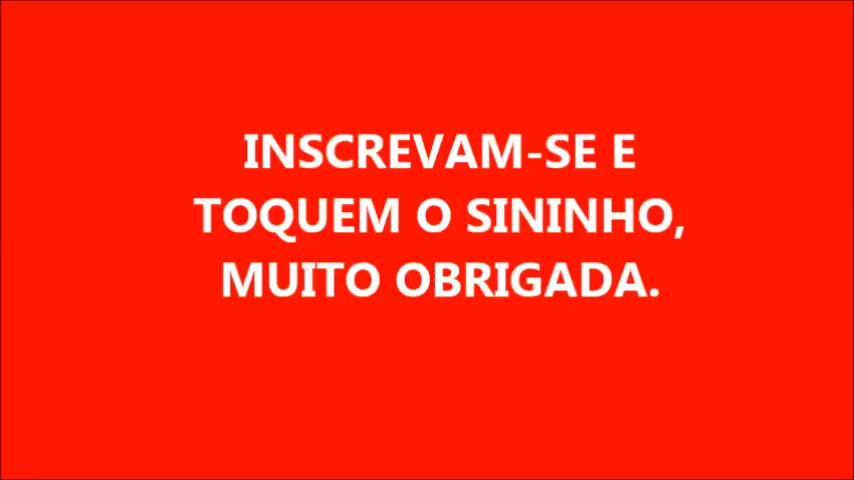 INSCREVAM-SE E
TOQUEM O SININHO,
MUITO OBRIGADA.